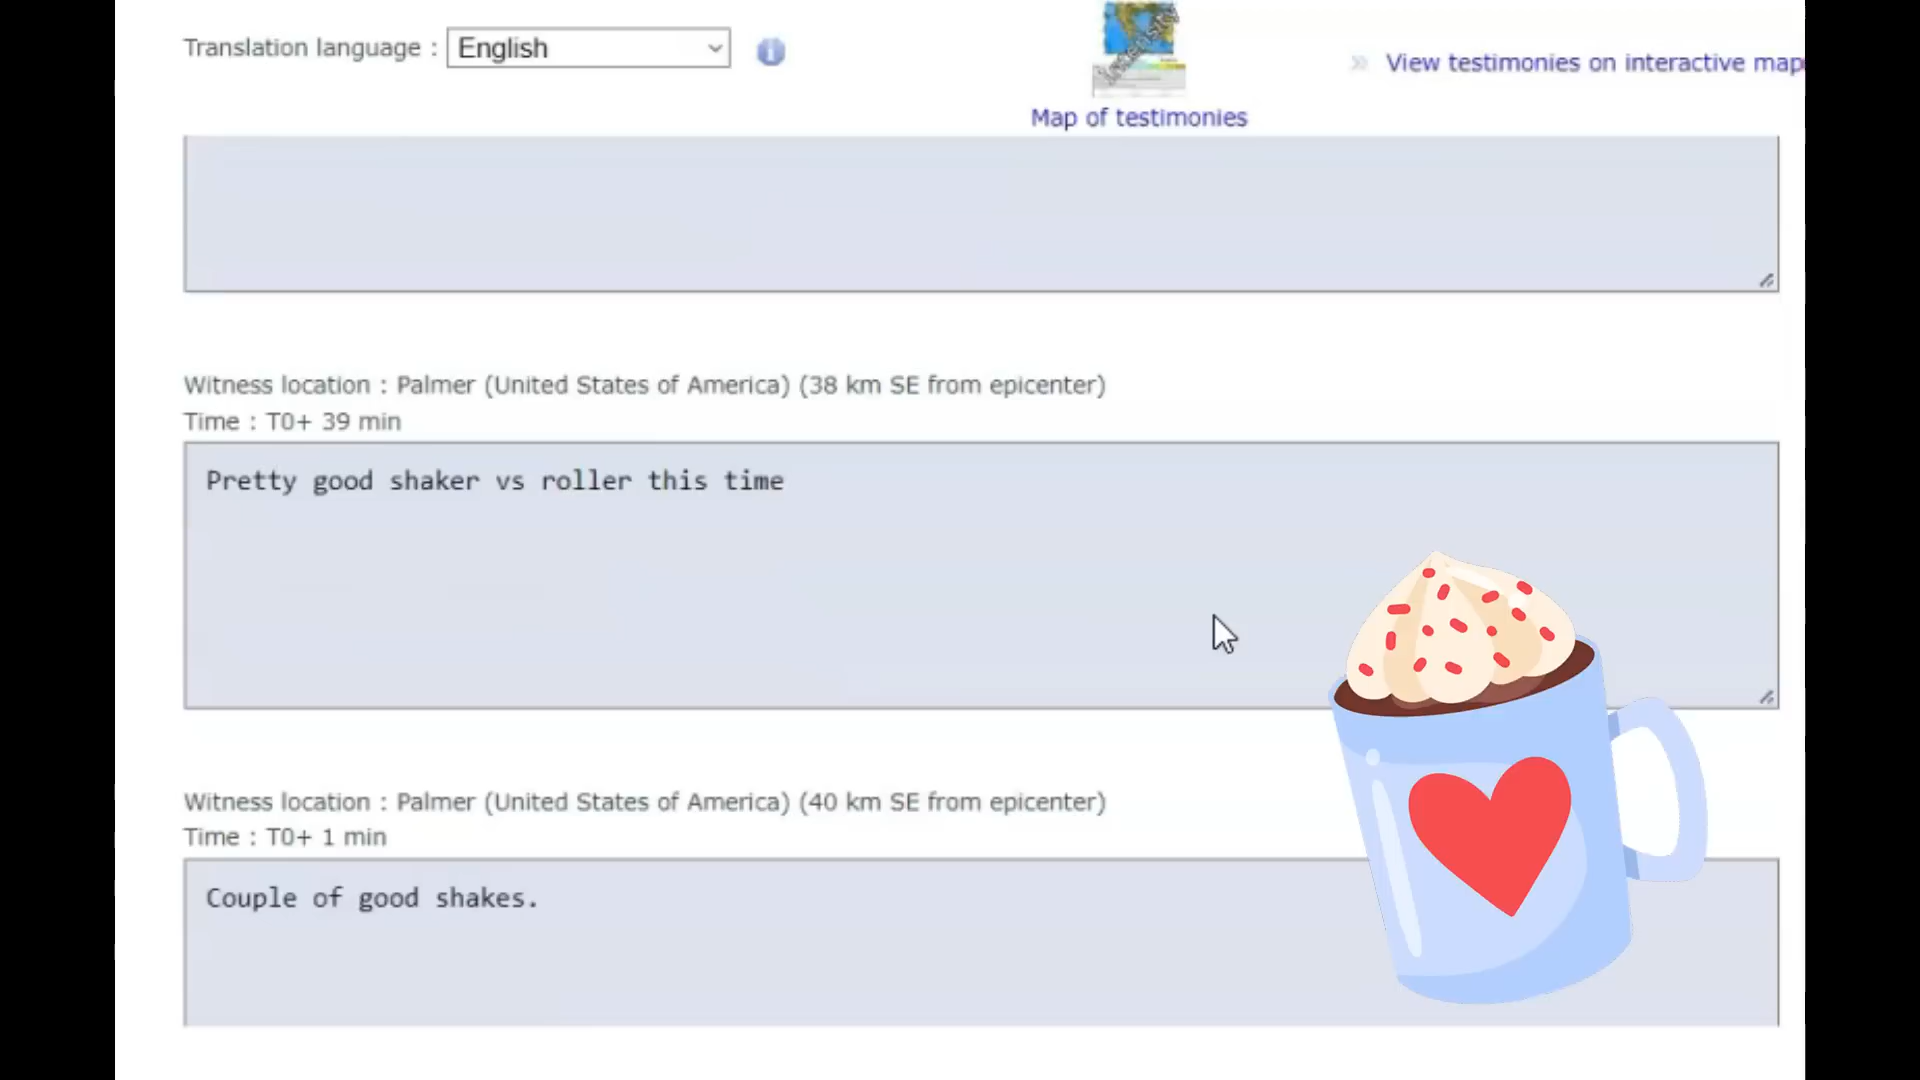 Translation language : English
View testimonies on interactive map
Map of testimonies
Witness location : Palmer (United States of America) (38 km SE from epicenter)
Time : T0+ 39 min
Pretty good shaker vs roller this time
Witness location : Palmer (United States of America) (40 km SE from epicenter)
Time : T0+ 1 min
Couple of good shakes.